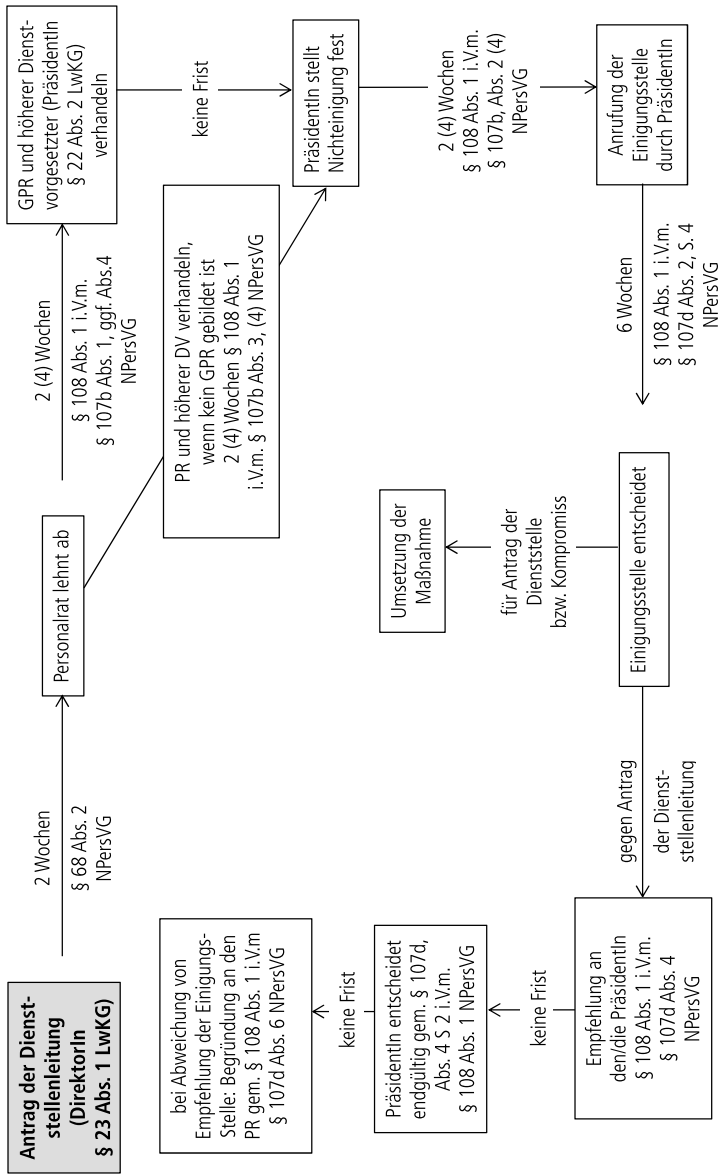 Antrag der Dienst-
stellenleitung
(DirektorIn
§ 23 Abs. 1 LwKG)
2 Wochen
§ 68 Abs. 2
NPersVG
Personalrat lehnt ab
2 (4) Wochen
§ 108 Abs. 1 i.V.m.
§ 107b Abs. 1, ggf. Abs.4
NPersVG
GPR und höherer Dienst-
vorgesetzter (PräsidentIn
§ 22 Abs. 2 LwKG)
verhandeln
keine Frist
PR und höherer DV verhandeln,
wenn kein GPR gebildet ist
2 (4) Wochen § 108 Abs. 1
i.V.m. § 107b Abs. 3, (4) NPersVG
PräsidentIn stellt
Nichteinigung fest
2 (4) Wochen
§ 108 Abs. 1 i.V.m.
§ 107b, Abs. 2 (4)
NPersVG
Anrufung der
Einigungsstelle
durch PräsidentIn
6 Wochen
§ 108 Abs. 1 i.V.m.
§ 107d Abs. 2, S. 4
NPersVG
Einigungsstelle entscheidet
für Antrag der
Dienststelle
bzw. Kompromiss
Umsetzung der
Maßnahme
gegen Antrag
der Dienst-
stellenleitung
Empfehlung an
den/die PräsidentIn
§ 108 Abs. 1 i.V.m.
§ 107d Abs. 4
NPersVG
keine Frist
PräsidentIn entscheidet
endgültig gem. § 107d,
Abs. 4 S 2 i.V.m.
§ 108 Abs. 1 NPersVG
keine Frist
bei Abweichung von
Empfehlung der Einigungs-
Stelle: Begründung an den
PR gem. § 108 Abs. 1 i.V.m
§ 107d Abs. 6 NPersVG